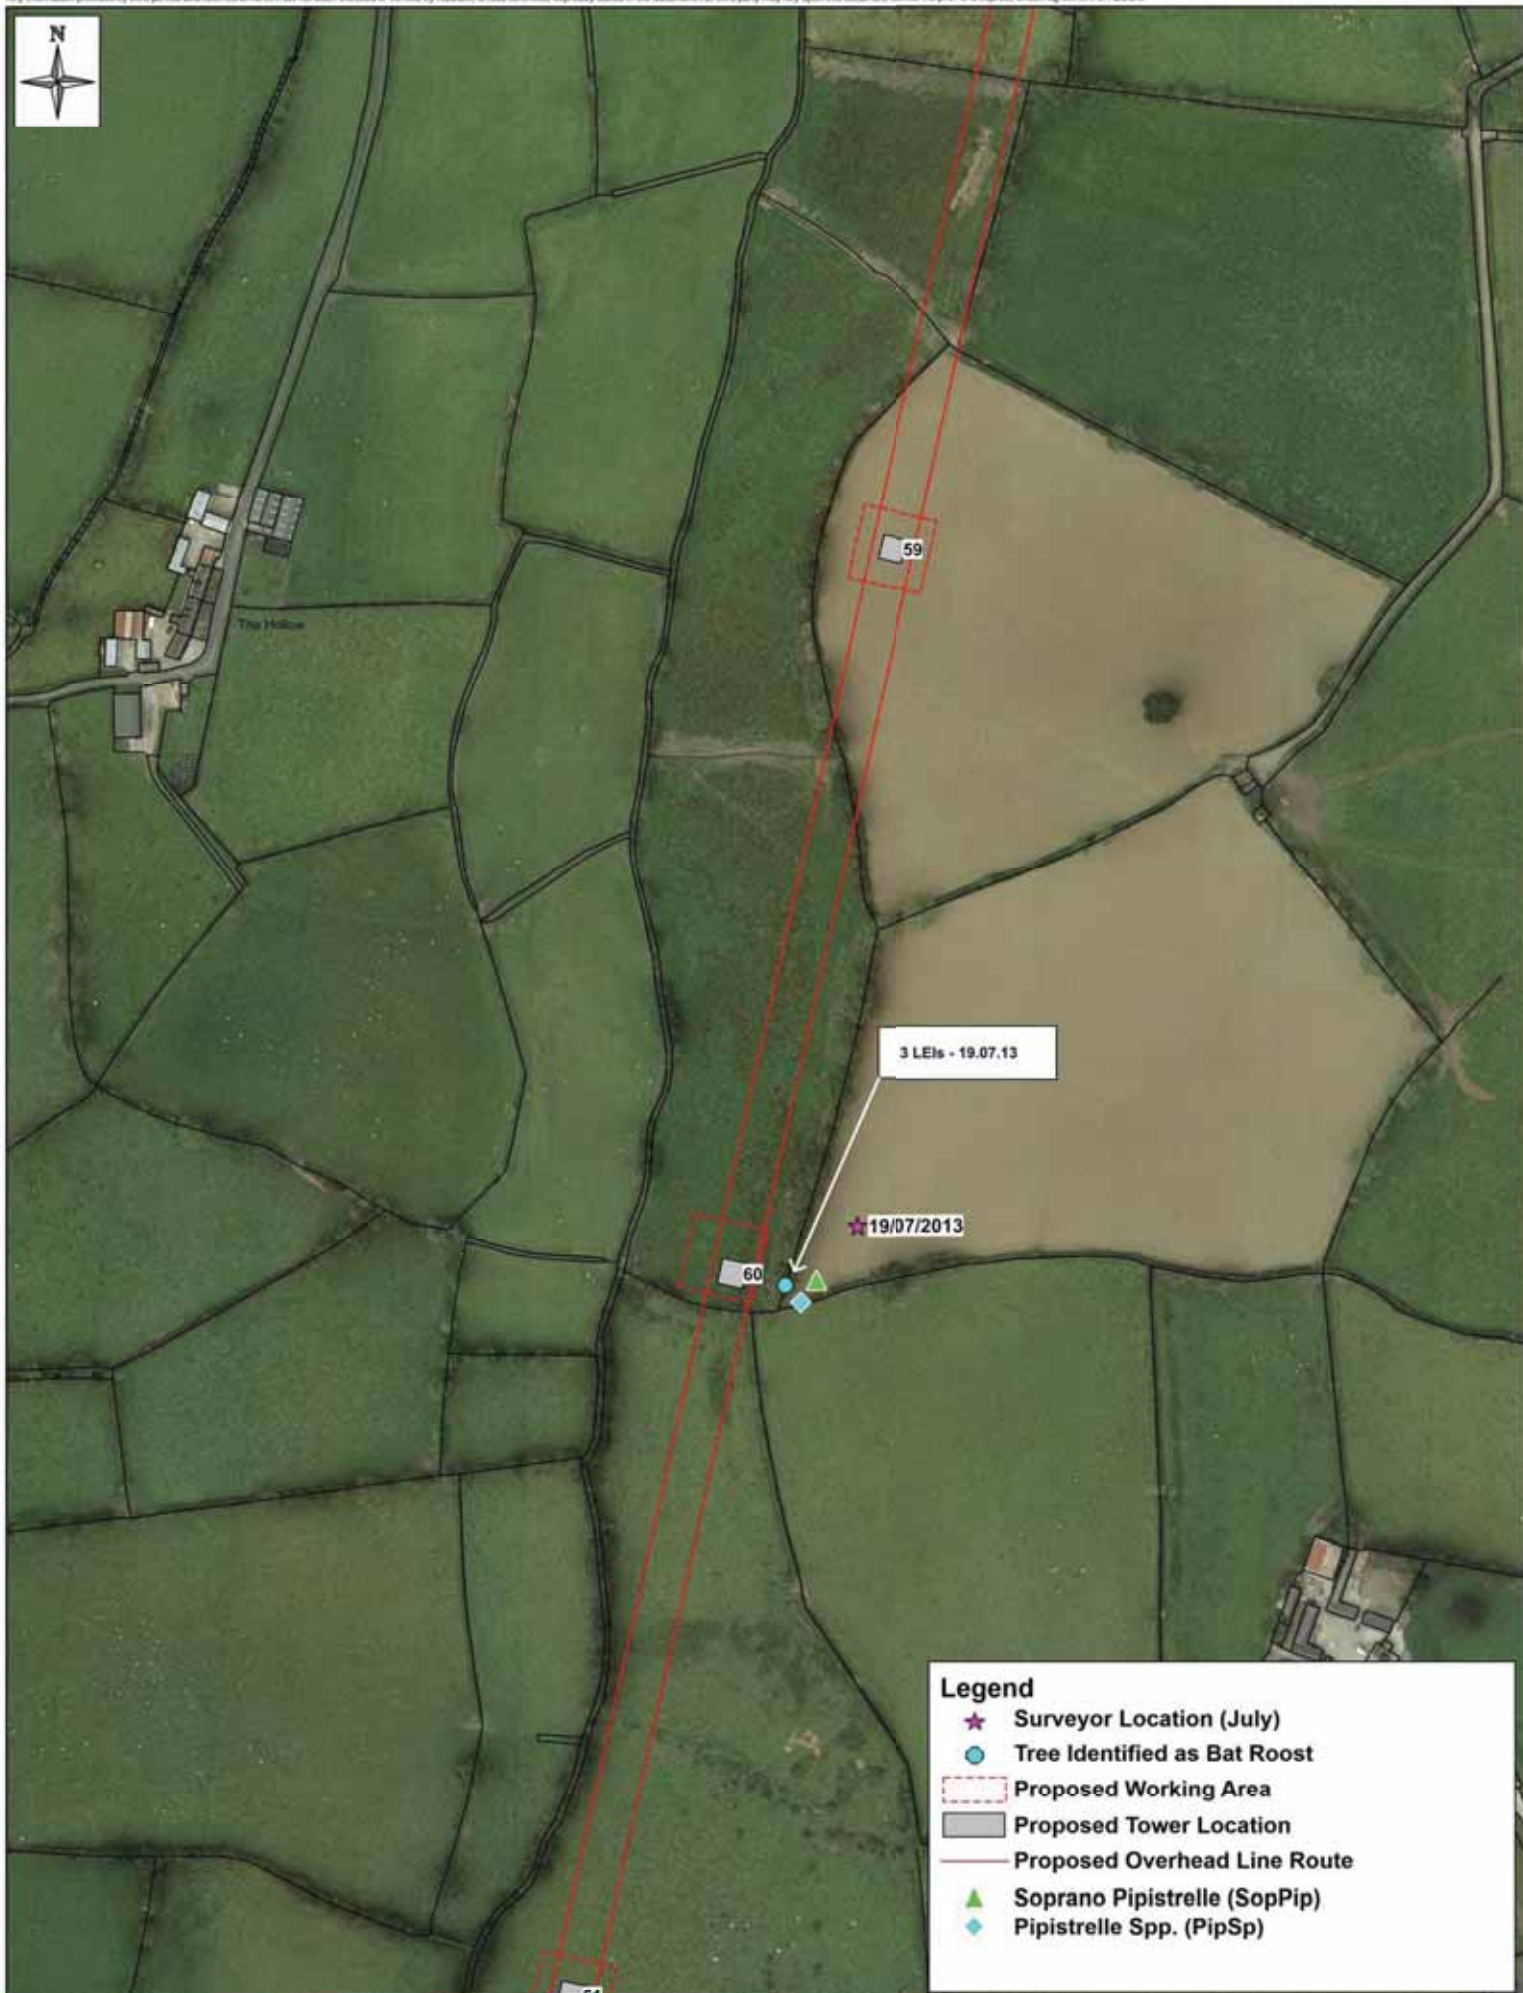 N
59
The Hollow
3 LEIs - 19.07.13
19/07/2013
60
Legend
Surveyor Location (July)
Tree Identified as Bat Roost
Proposed Working Area
Proposed Tower Location
Proposed Overhead Line Route
Soprano Pipistrelle (SopPip)
Pipistrelle Spp. (PipSp)